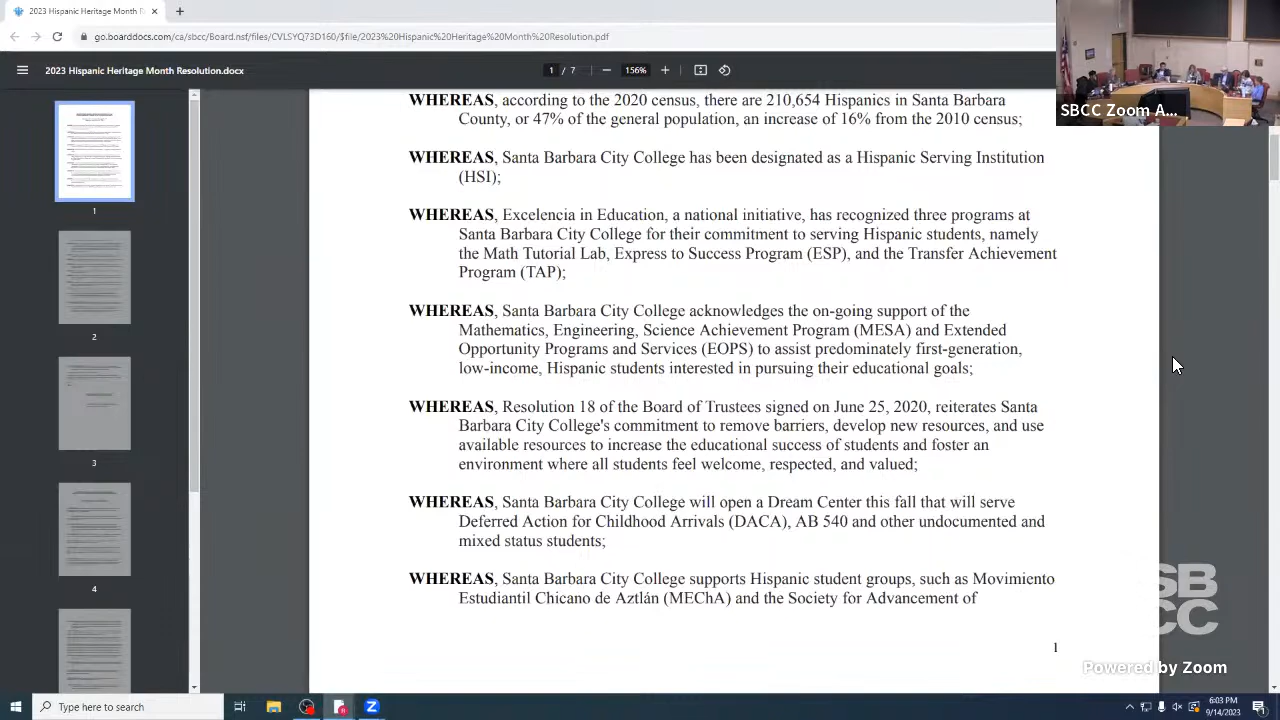 2023 Hispanic Heritage Month R
go.boarddocs.com/ca/sbcc/Board.nsf/files/CVLSYQ73D160/$file/2023%20Hispanic%20Heritage%20Month%20Resolution.pdf
2023 Hispanic Heritage Month Resolution.docx
1 / 7
156%
SBCC Zoom A...
WHEREAS, according to the 2020 census, there are 210,654 Hispanics in Santa Barbara
County, or 47% of the general population, an increase of 16% from the 2010 census;
WHEREAS, Santa Barbara City College has been designated as a Hispanic Serving Institution
(HSI);
WHEREAS, Excelencia in Education, a national initiative, has recognized three programs at
Santa Barbara City College for their commitment to serving Hispanic students, namely
the Math Tutorial Lab, Express to Success Program (ESP), and the Transfer Achievement
Program (TAP);
WHEREAS, Santa Barbara City College acknowledges the on-going support of the
Mathematics, Engineering, Science Achievement Program (MESA) and Extended
Opportunity Programs and Services (EOPS) to assist predominately first-generation,
low-income, Hispanic students interested in pursuing their educational goals;
WHEREAS, Resolution 18 of the Board of Trustees signed on June 25, 2020, reiterates Santa
Barbara City College's commitment to remove barriers, develop new resources, and use
available resources to increase the educational success of students and foster an
environment where all students feel welcome, respected, and valued;
WHEREAS, Santa Barbara City College will open a Dream Center this fall that will serve
Deferred Action for Childhood Arrivals (DACA), AB 540 and other undocumented and
mixed status students;
WHEREAS, Santa Barbara City College supports Hispanic student groups, such as Movimiento
Estudiantil Chicano de Aztlán (MEChA) and the Society for Advancement of
1
1
2
3
4
SB
CC
Powered by Zoom
Type here to search
6:03 PM
9/14/2023